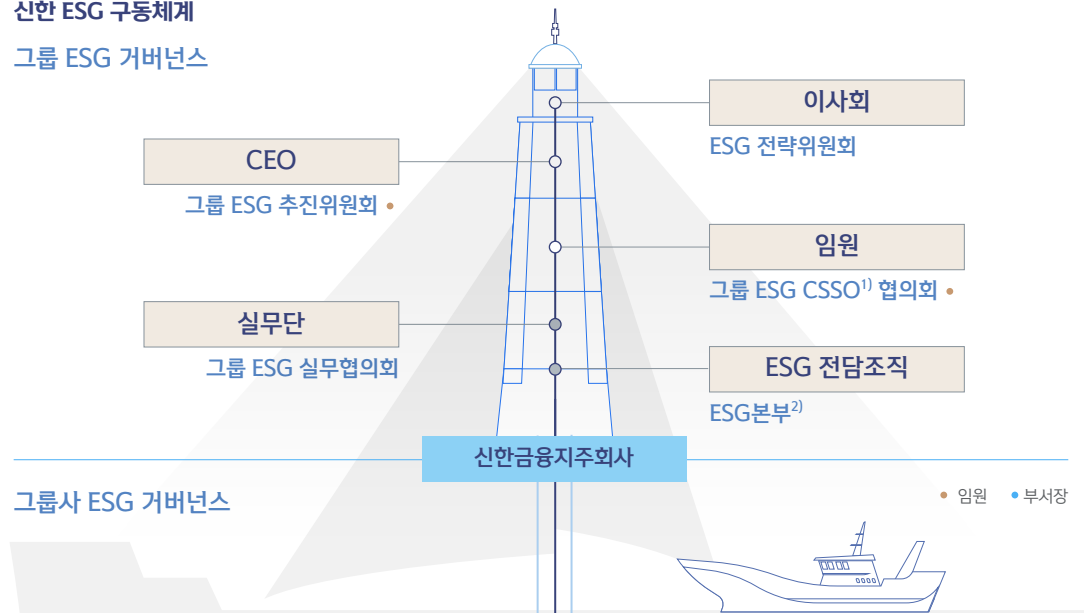 신한 ESG 구동체계
그룹 ESG 거버넌스
이사회
ESG 전략위원회
CEO
그룹 ESG 추진위원회 •
임원
그룹 ESG CSSO1) 협의회 •
실무단
그룹 ESG 실무협의회
ESG 전담조직
ESG본부2)
신한금융지주회사
그룹사 ESG 거버넌스
• 임원 • 부서장